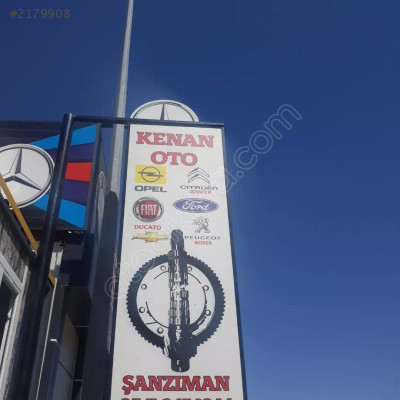 #2179908
KENAN
OTO
OPEL
CITROËN
FIAT
Ford
DUCATO
PEUGEOT
BOXER
ŞANZIMAN